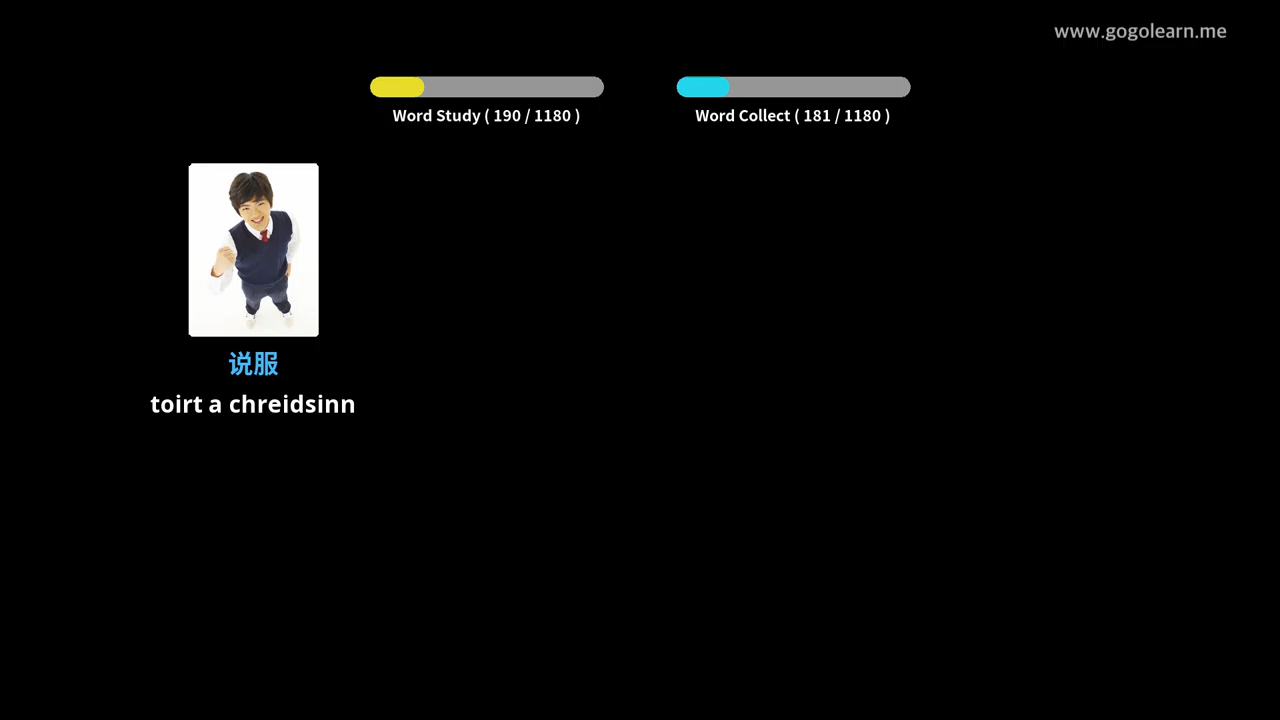 www.gogolearn.me
Word Study ( 190 / 1180 )
Word Collect ( 181 / 1180 )
说服
toirt a chreidsinn